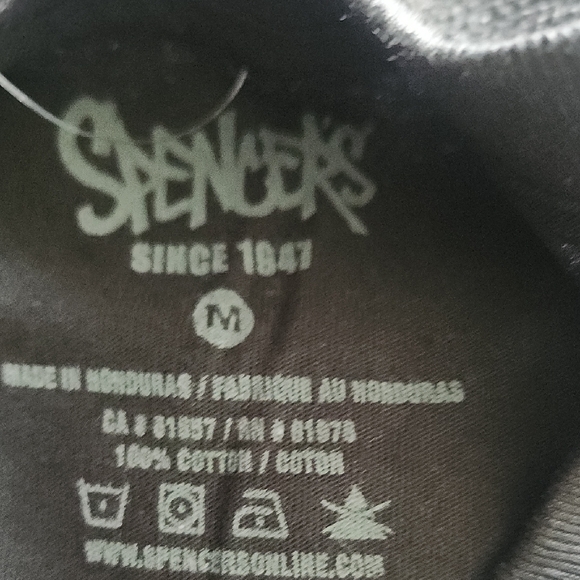 SPENCER'S
SINCE 1947
M
MADE IN HONDURAS / FABRIQUE AU HONDURAS
CA # / RN #
100% COTTON / COTON
WWW.SPENCERSONLINE.COM